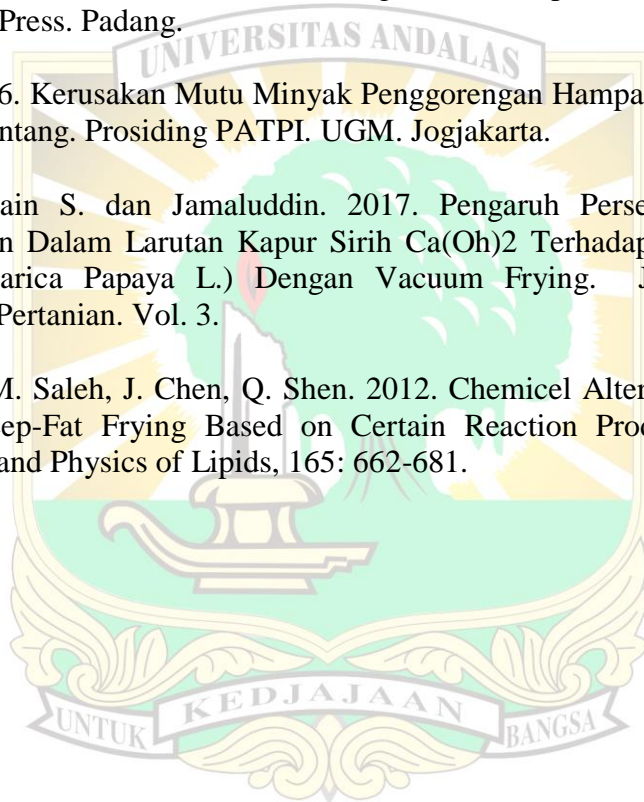 Press. Padang.
UNIVERSITAS ANDALAS
6. Kerusakan Mutu Minyak Penggorengan Hampa
ntang. Prosiding PATPI. UGM. Jogjakarta.
ain S. dan Jamaluddin. 2017. Pengaruh Perse
n Dalam Larutan Kapur Sirih Ca(Oh)2 Terhadap
arica Papaya L.) Dengan Vacuum Frying. J
Pertanian. Vol. 3.
M. Saleh, J. Chen, Q. Shen. 2012. Chemicel Alter
ep-Fat Frying Based on Certain Reaction Proc
and Physics of Lipids, 165: 662-681.
UNTUK KEDJAJAAN BANGSA